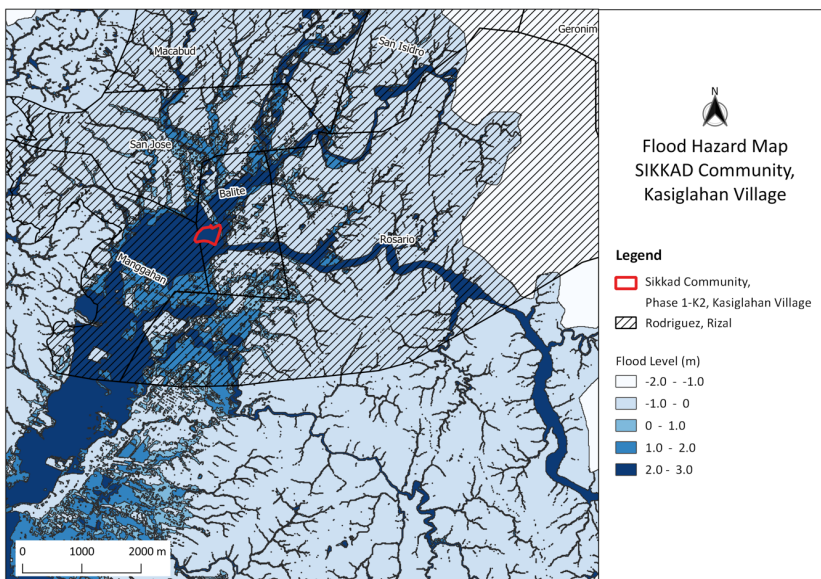 Geronim
San Isidro
Macabud
San Jose
Balite
Rosario
Manggahan
0 1000 2000 m
N
Flood Hazard Map
SIKKAD Community,
Kasiglahan Village
Legend
Sikkad Community,
Phase 1-K2, Kasiglahan Village
Rodriguez, Rizal
Flood Level (m)
-2.0 - -1.0
-1.0 - 0
0 - 1.0
1.0 - 2.0
2.0 - 3.0